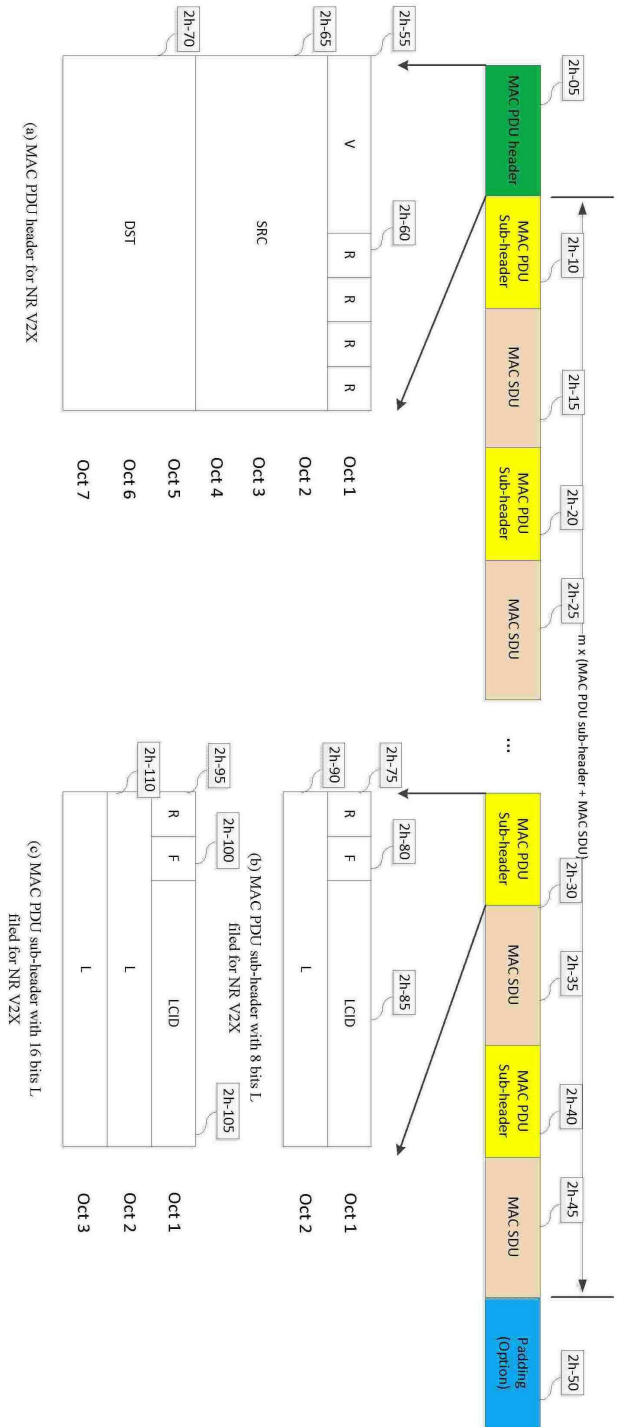 2h-05
2h-10
2h-15
2h-20
2h-25
m x (MAC PDU sub-header + MAC SDU)
2h-30
2h-35
2h-40
2h-45
2h-50
MAC PDU header
MAC PDU
Sub-header
MAC SDU
MAC PDU
Sub-header
MAC SDU
...
MAC PDU
Sub-header
MAC SDU
MAC PDU
Sub-header
MAC SDU
Padding
(Option)
2h-55
2h-60
V
R
R
R
R
Oct 1
2h-65
SRC
Oct 2
Oct 3
Oct 4
2h-70
DST
Oct 5
Oct 6
Oct 7
(a) MAC PDU header for NR V2X
2h-75
2h-80
2h-85
R
F
LCID
Oct 1
2h-90
L
Oct 2
(b) MAC PDU sub-header with 8 bits L
filed for NR V2X
2h-95
2h-100
2h-105
R
F
LCID
Oct 1
2h-110
L
Oct 2
L
Oct 3
(c) MAC PDU sub-header with 16 bits L
filed for NR V2X